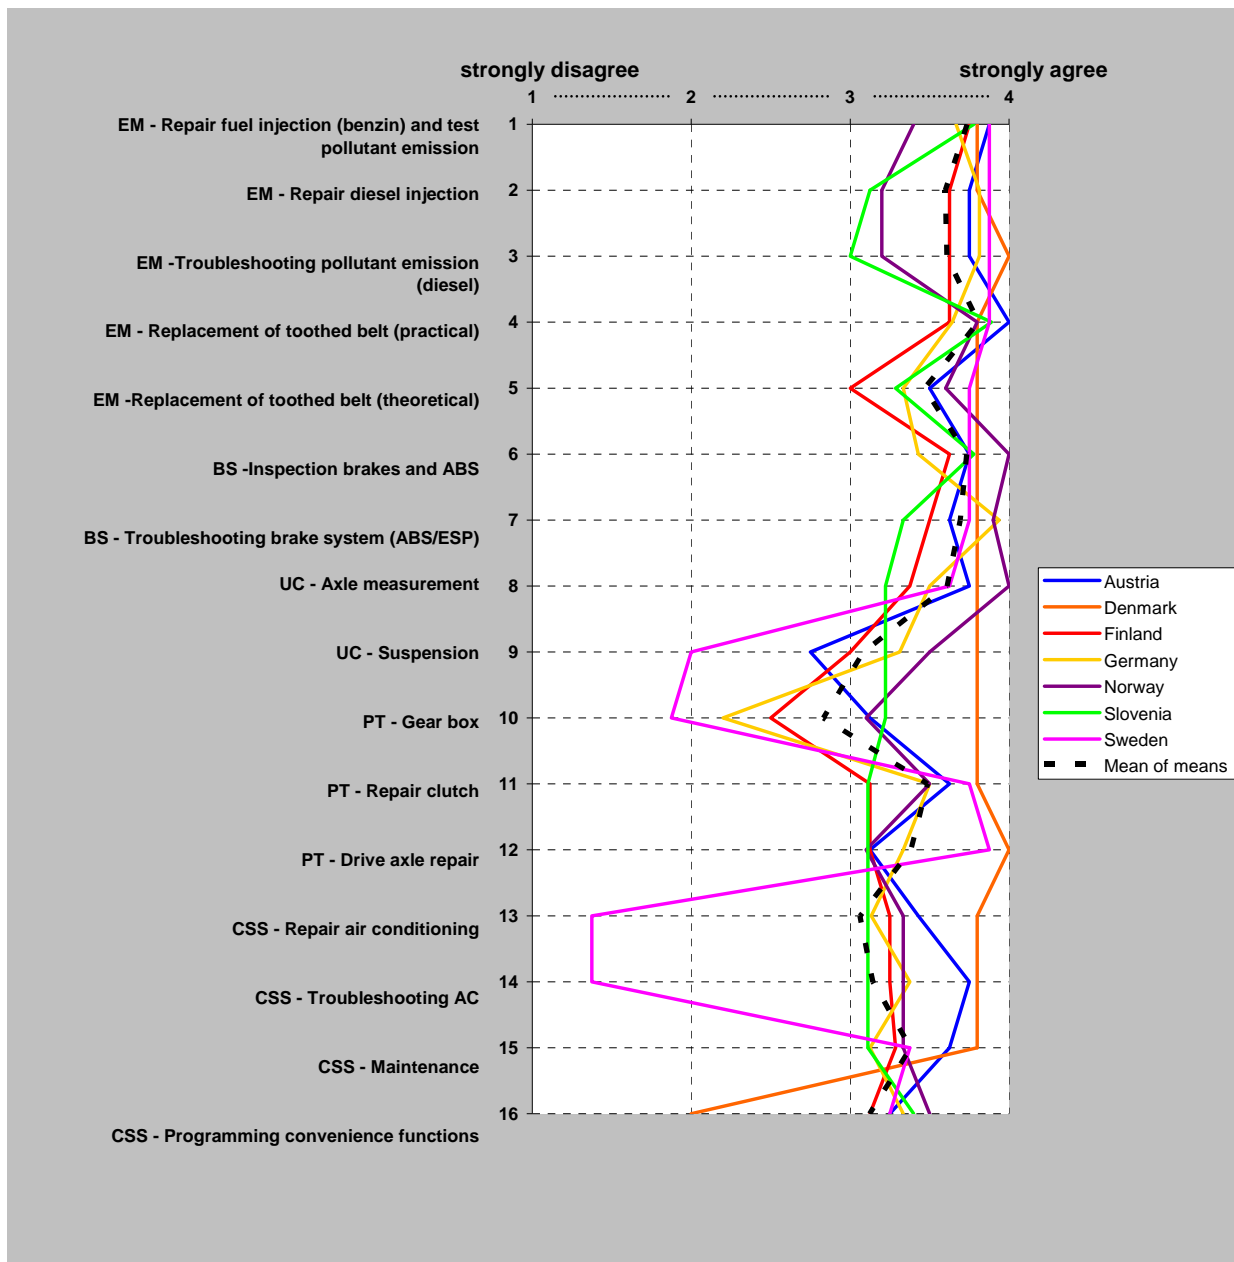 strongly disagree strongly agree
1 2 3 4
EM - Repair fuel injection (benzin) and test
pollutant emission
1
EM - Repair diesel injection
2
EM -Troubleshooting pollutant emission
(diesel)
3
EM - Replacement of toothed belt (practical)
4
EM -Replacement of toothed belt (theoretical)
5
BS -Inspection brakes and ABS
6
BS - Troubleshooting brake system (ABS/ESP)
7
UC - Axle measurement
8
UC - Suspension
9
PT - Gear box
10
PT - Repair clutch
11
PT - Drive axle repair
12
CSS - Repair air conditioning
13
CSS - Troubleshooting AC
14
CSS - Maintenance
15
CSS - Programming convenience functions
16
Austria
Denmark
Finland
Germany
Norway
Slovenia
Sweden
Mean of means